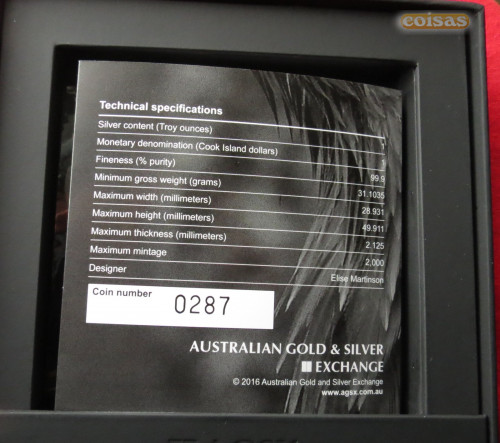 eoisas
Technical specifications
Silver content (Troy ounces) 1
Monetary denomination (Cook Island dollars) 1
Fineness (% purity) 99.9
Minimum gross weight (grams) 31.1035
Maximum width (millimeters) 28.931
Maximum height (millimeters) 49.911
Maximum thickness (millimeters) 2.125
Maximum mintage 2,000
Designer Elise Martinson
Coin number 0287
AUSTRALIAN GOLD & SILVER
EXCHANGE
© 2016 Australian Gold and Silver Exchange
www.agsx.com.au